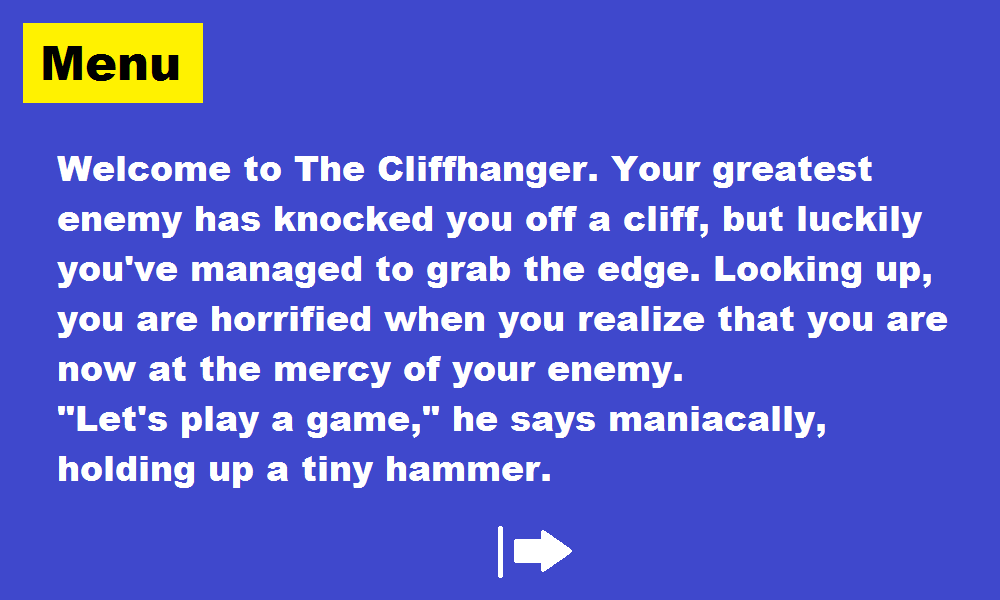 Menu
Welcome to The Cliffhanger. Your greatest
enemy has knocked you off a cliff, but luckily
you've managed to grab the edge. Looking up,
you are horrified when you realize that you are
now at the mercy of your enemy.
"Let's play a game," he says maniacally,
holding up a tiny hammer.